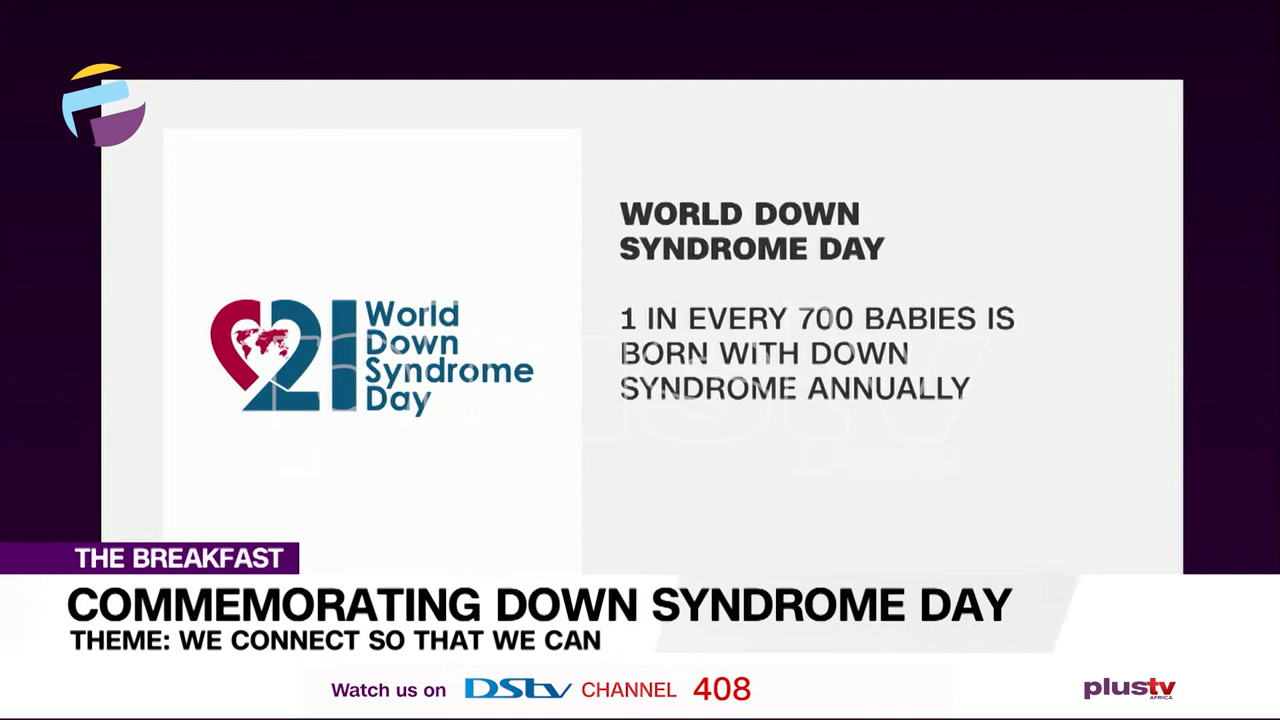 WORLD DOWN
SYNDROME DAY
21 World
Down
Syndrome
Day
1 IN EVERY 700 BABIES IS
BORN WITH DOWN
SYNDROME ANNUALLY
THE BREAKFAST
COMMEMORATING DOWN SYNDROME DAY
THEME: WE CONNECT SO THAT WE CAN
Watch us on DStv CHANNEL 408
plustv
AFRICA